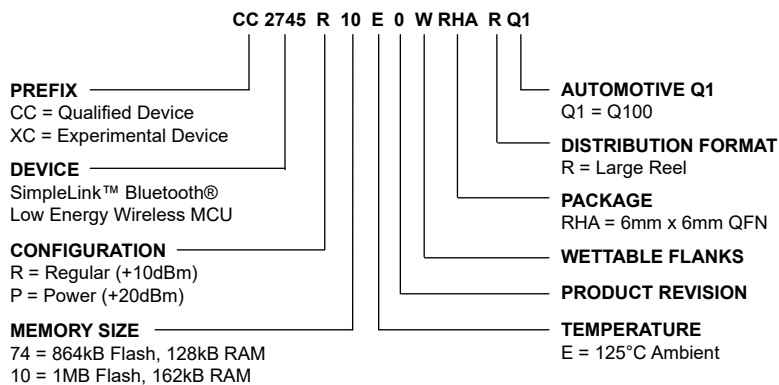 CC 2745 R 10 E 0 W RHA R Q1
PREFIX
CC = Qualified Device
XC = Experimental Device
DEVICE
SimpleLink™ Bluetooth®
Low Energy Wireless MCU
CONFIGURATION
R = Regular (+10dBm)
P = Power (+20dBm)
MEMORY SIZE
74 = 864kB Flash, 128kB RAM
10 = 1MB Flash, 162kB RAM
AUTOMOTIVE Q1
Q1 = Q100
DISTRIBUTION FORMAT
R = Large Reel
PACKAGE
RHA = 6mm x 6mm QFN
WETTABLE FLANKS
PRODUCT REVISION
TEMPERATURE
E = 125°C Ambient